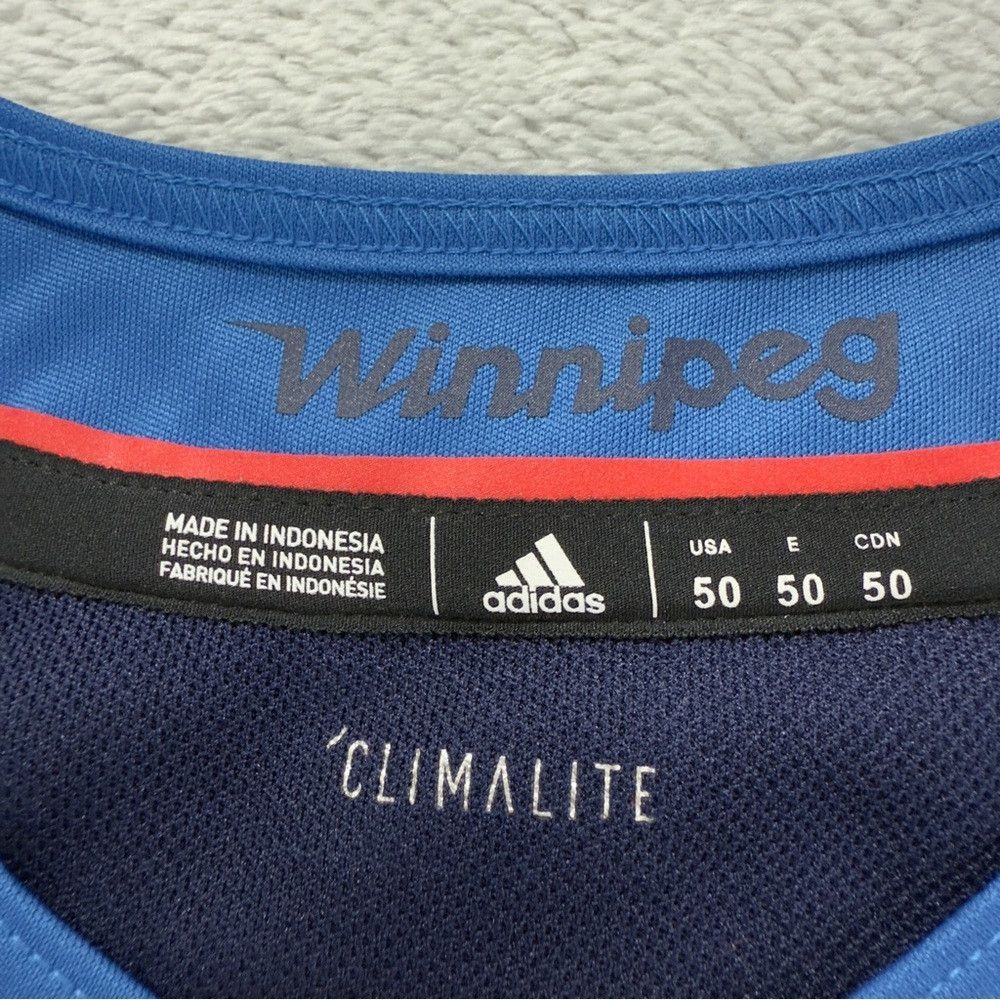 Winnipeg
MADE IN INDONESIA
HECHO EN INDONESIA
FABRIQUÉ EN INDONÉSIE
adidas
USA E CDN
50 50 50
CLIMALITE